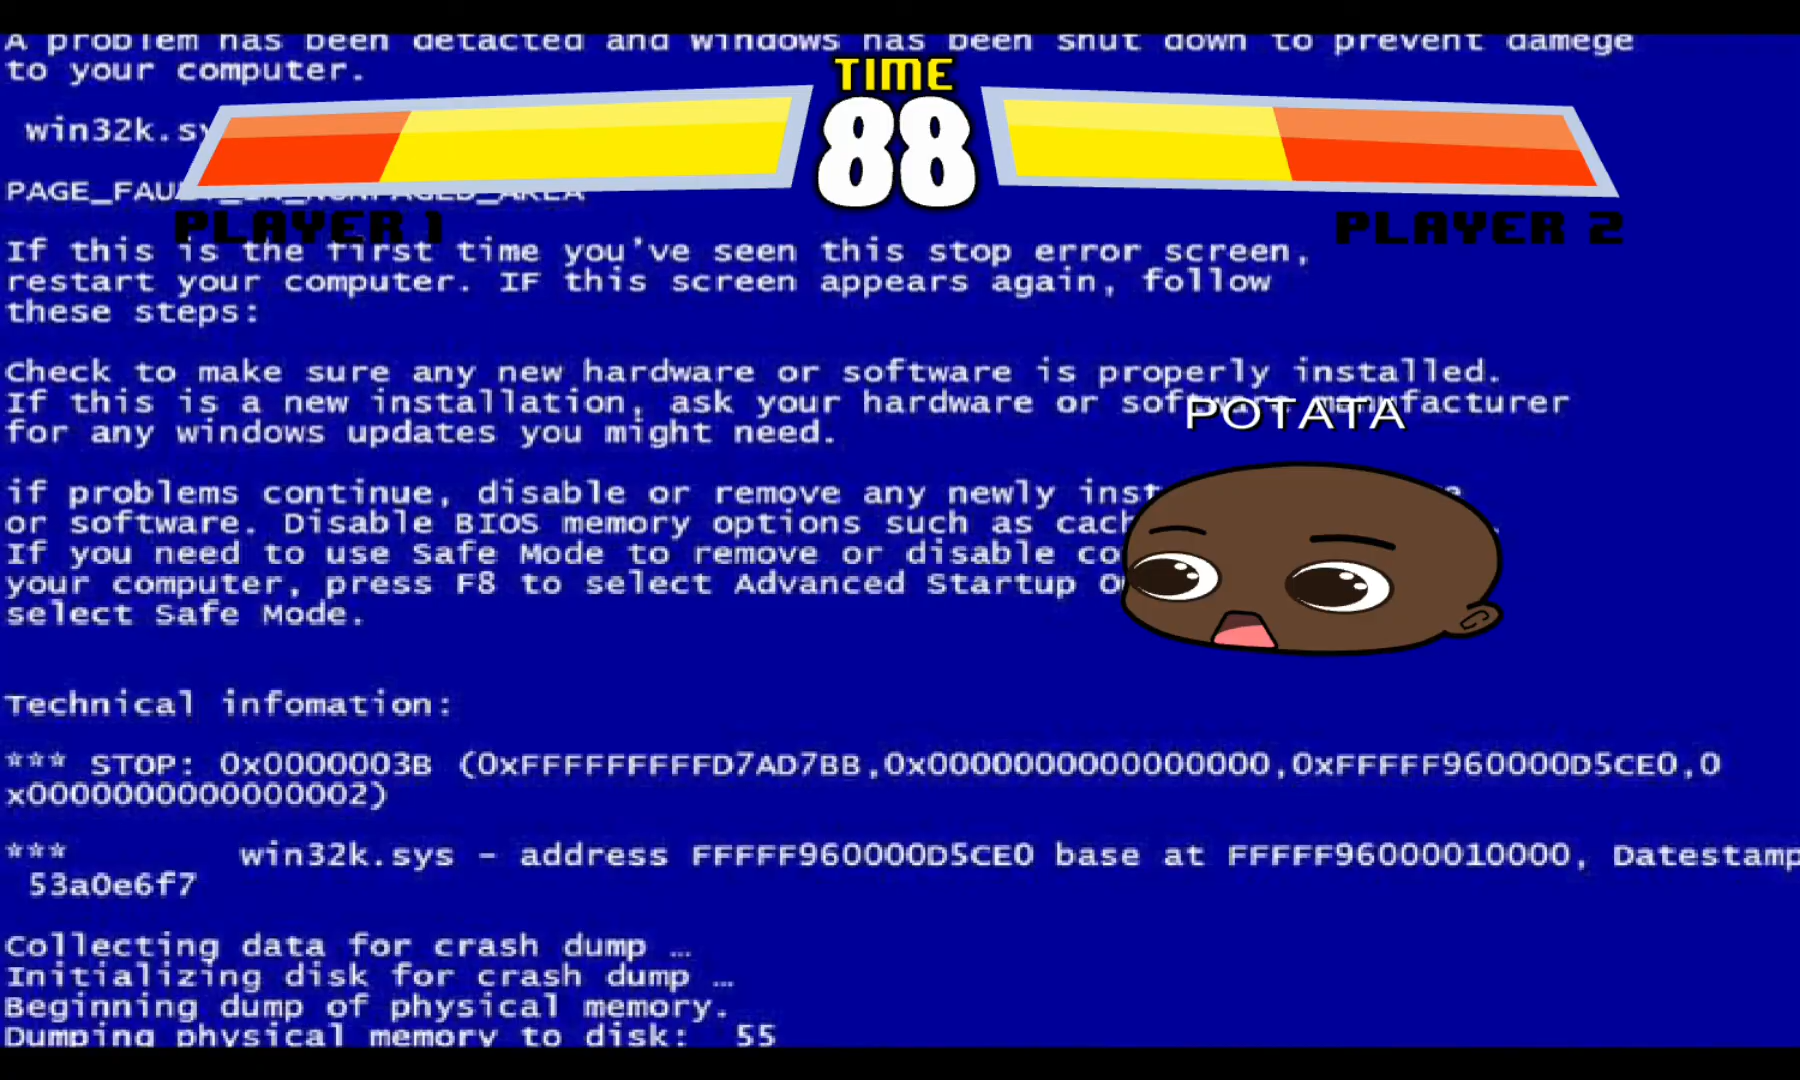 A problem has been detacted and windows has been shut down to prevent damege
to your computer.
TIME
88
win32k.sy
PAGE_FAU
PLAYER 1
PLAYER 2
If this is the first time you've seen this stop error screen,
restart your computer. IF this screen appears again, follow
these steps:
Check to make sure any new hardware or software is properly installed.
If this is a new installation, ask your hardware or software manufacturer
for any windows updates you might need.
POTATA
if problems continue, disable or remove any newly inst
or software. Disable BIOS memory options such as cach
If you need to use Safe Mode to remove or disable co
your computer, press F8 to select Advanced Startup O
select Safe Mode.
Technical infomation:
*** STOP: 0x0000003B (0xFFFFFFFFFD7AD7BB,0x0000000000000000,0xFFFFF960000D5CE0,0
x0000000000000002)
*** win32k.sys - address FFFFF960000D5CE0 base at FFFFF96000010000, Datestamp
53a0e6f7
Collecting data for crash dump ...
Initializing disk for crash dump ...
Beginning dump of physical memory.
Dumping physical memory to disk: 55